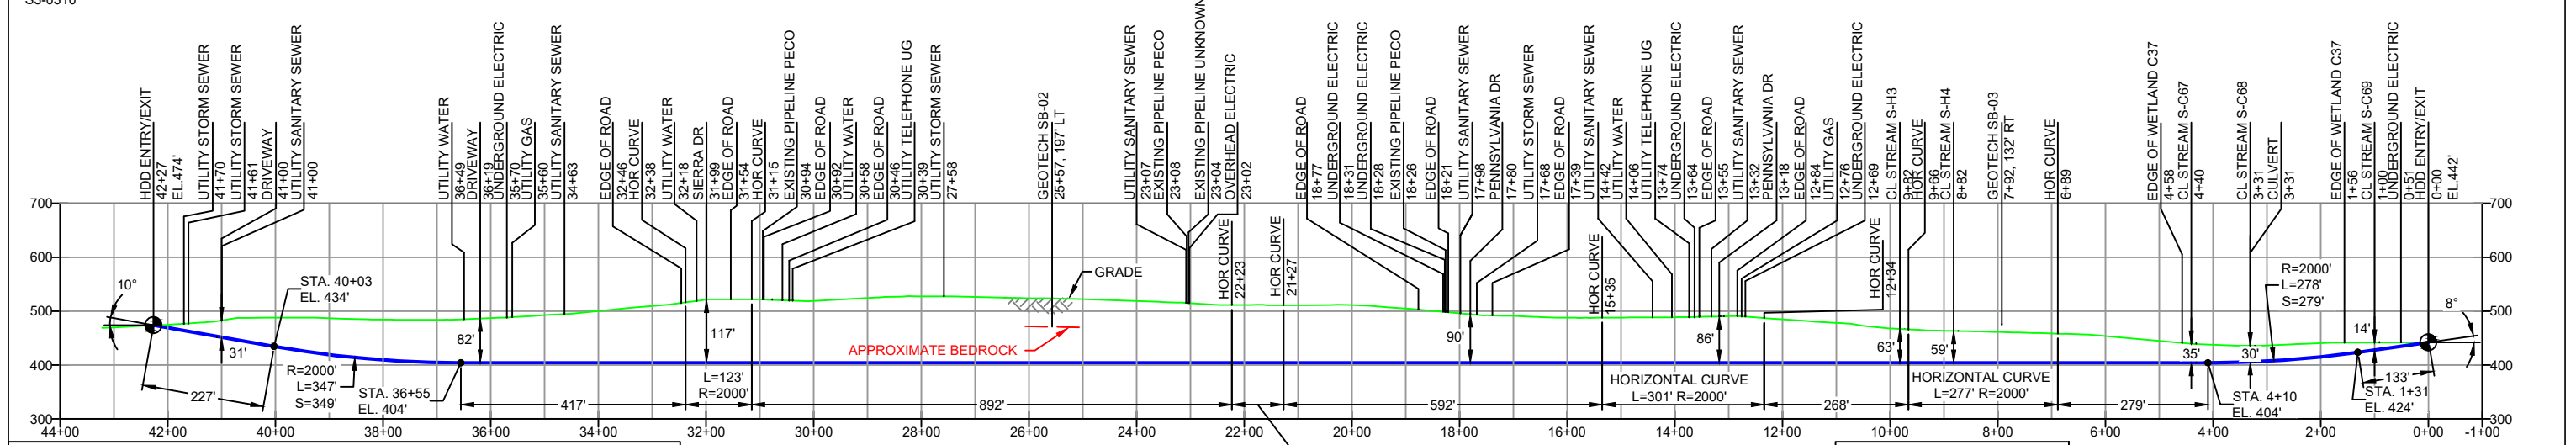 HDD ENTRY/EXIT
42+27
EL.474'
UTILITY STORM SEWER
41+70
UTILITY STORM SEWER
41+61
DRIVEWAY
41+00
UTILITY SANITARY SEWER
41+00
UTILITY WATER
36+49
DRIVEWAY
36+19
UNDERGROUND ELECTRIC
35+70
UTILITY GAS
35+60
UTILITY SANITARY SEWER
34+63
EDGE OF ROAD
32+46
HOR CURVE
32+38
UTILITY WATER
32+18
SIERRA DR
31+99
EDGE OF ROAD
31+54
HOR CURVE
31+15
EXISTING PIPELINE PECO
30+94
EDGE OF ROAD
30+92
UTILITY WATER
30+58
EDGE OF ROAD
30+46
UTILITY TELEPHONE UG
30+39
UTILITY STORM SEWER
27+58
GEOTECH SB-02
25+57, 197' LT
UTILITY SANITARY SEWER
23+07
EXISTING PIPELINE PECO
23+08
EXISTING PIPELINE UNKNOWN
23+04
OVERHEAD ELECTRIC
23+02
HOR CURVE
22+23
HOR CURVE
21+27
EDGE OF ROAD
18+77
UNDERGROUND ELECTRIC
18+31
UNDERGROUND ELECTRIC
18+28
EXISTING PIPELINE PECO
18+26
EDGE OF ROAD
18+21
UTILITY SANITARY SEWER
17+98
PENNSYLVANIA DR
17+80
UTILITY STORM SEWER
17+68
EDGE OF ROAD
17+39
UTILITY SANITARY SEWER
14+42
UTILITY WATER
14+06
UTILITY TELEPHONE UG
13+74
UNDERGROUND ELECTRIC
13+64
EDGE OF ROAD
13+55
UTILITY SANITARY SEWER
13+32
PENNSYLVANIA DR
13+18
EDGE OF ROAD
12+84
UTILITY GAS
12+76
UNDERGROUND ELECTRIC
12+69
HOR CURVE
15+35
HOR CURVE
12+34
CL STREAM S-H3
9+82
HOR CURVE
9+66
CL STREAM S-H4
8+82
GEOTECH SB-03
7+92, 132' RT
HOR CURVE
6+89
EDGE OF WETLAND C37
4+58
CL STREAM S-C67
4+40
CL STREAM S-C68
3+31
CULVERT
3+31
EDGE OF WETLAND C37
1+56
CL STREAM S-C69
1+00
UNDERGROUND ELECTRIC
0+51
HDD ENTRY/EXIT
0+00
EL.442'
700
600
500
400
300
700
600
500
400
300
10°
STA. 40+03
EL. 434'
31'
227'
R=2000'
L=347'
S=349'
STA. 36+55
EL. 404'
82'
417'
117'
L=123'
R=2000'
892'
APPROXIMATE BEDROCK
GRADE
592'
90'
HORIZONTAL CURVE
L=301' R=2000'
86'
268'
63'
59'
HORIZONTAL CURVE
L=277' R=2000'
279'
35'
30'
STA. 4+10
EL. 404'
R=2000'
L=278'
S=279'
14'
133'
STA. 1+31
EL. 424'
8°
44+00 42+00 40+00 38+00 36+00 34+00 32+00 30+00 28+00 26+00 24+00 22+00 20+00 18+00 16+00 14+00 12+00 10+00 8+00 6+00 4+00 2+00 0+00 -1+00